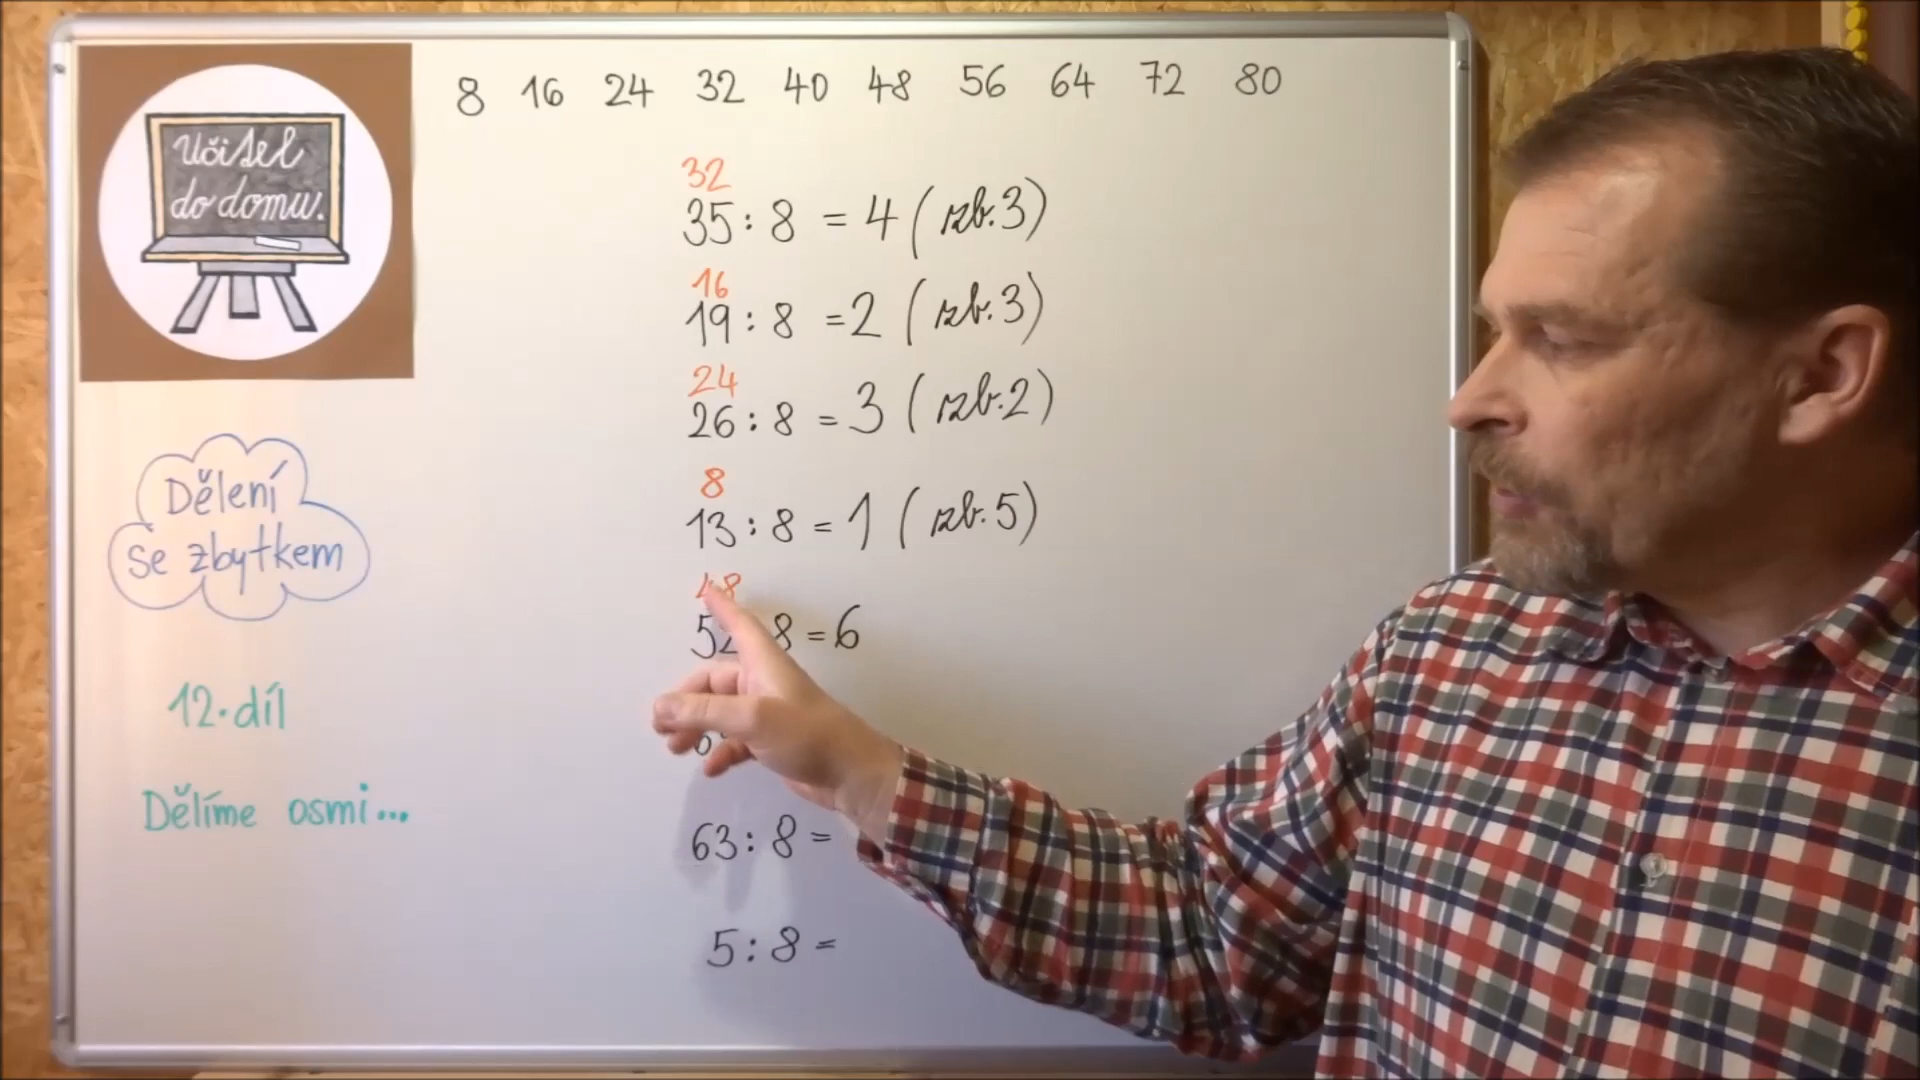 Učitel
do domu.
8 16 24 32 40 48 56 64 72 80
32
35 : 8 = 4 (zb. 3)
16
19 : 8 = 2 (zb. 3)
24
26 : 8 = 3 (zb. 2)
8
13 : 8 = 1 (zb. 5)
48
52 8 = 6
63 : 8 =
5 : 8 =
Dělení
se zbytkem
12. díl
Dělíme osmi...